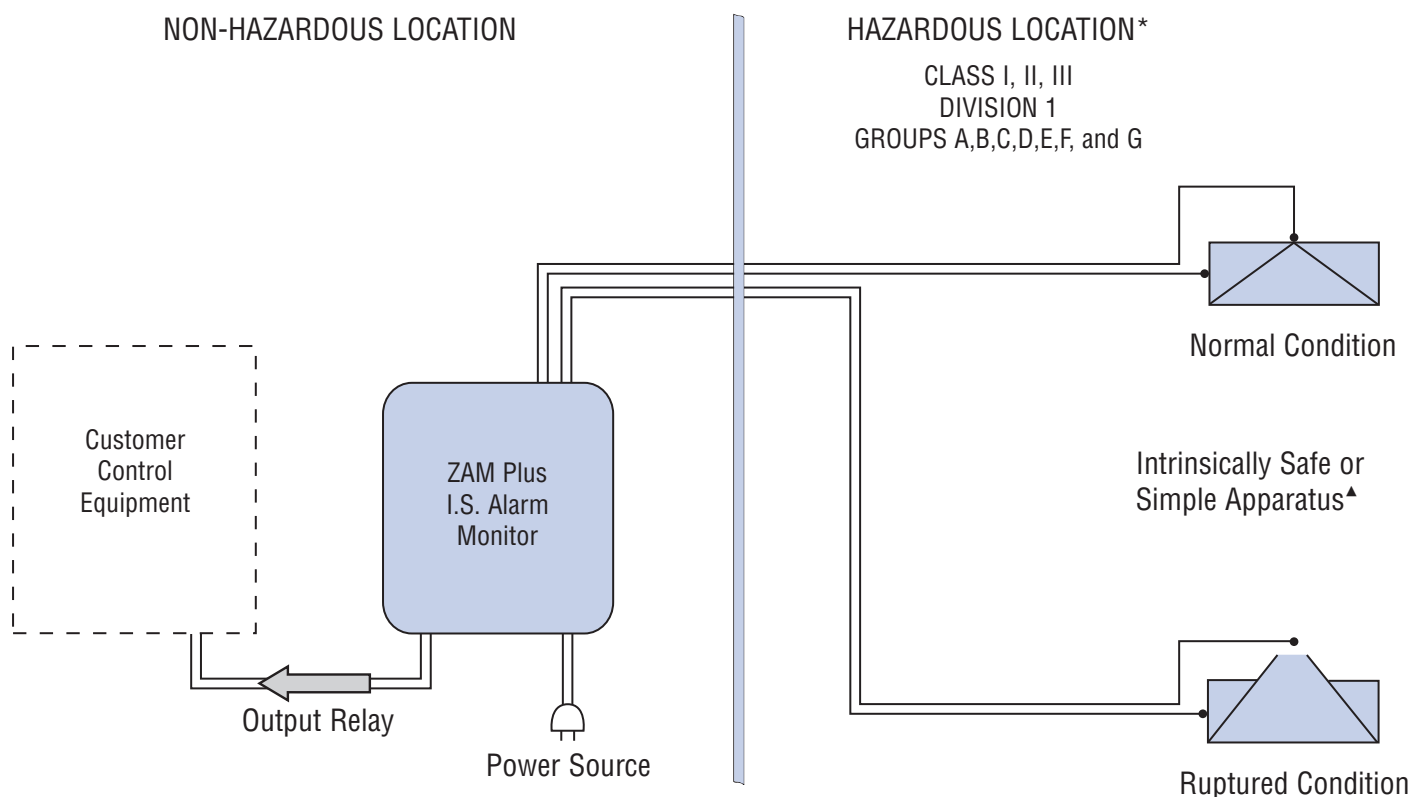 NON-HAZARDOUS LOCATION
HAZARDOUS LOCATION*
CLASS I, II, III
DIVISION 1
GROUPS A,B,C,D,E,F, and G
Normal Condition
Customer
Control
Equipment
ZAM Plus
I.S. Alarm
Monitor
Intrinsically Safe or
Simple Apparatus▲
Output Relay
Power Source
Ruptured Condition